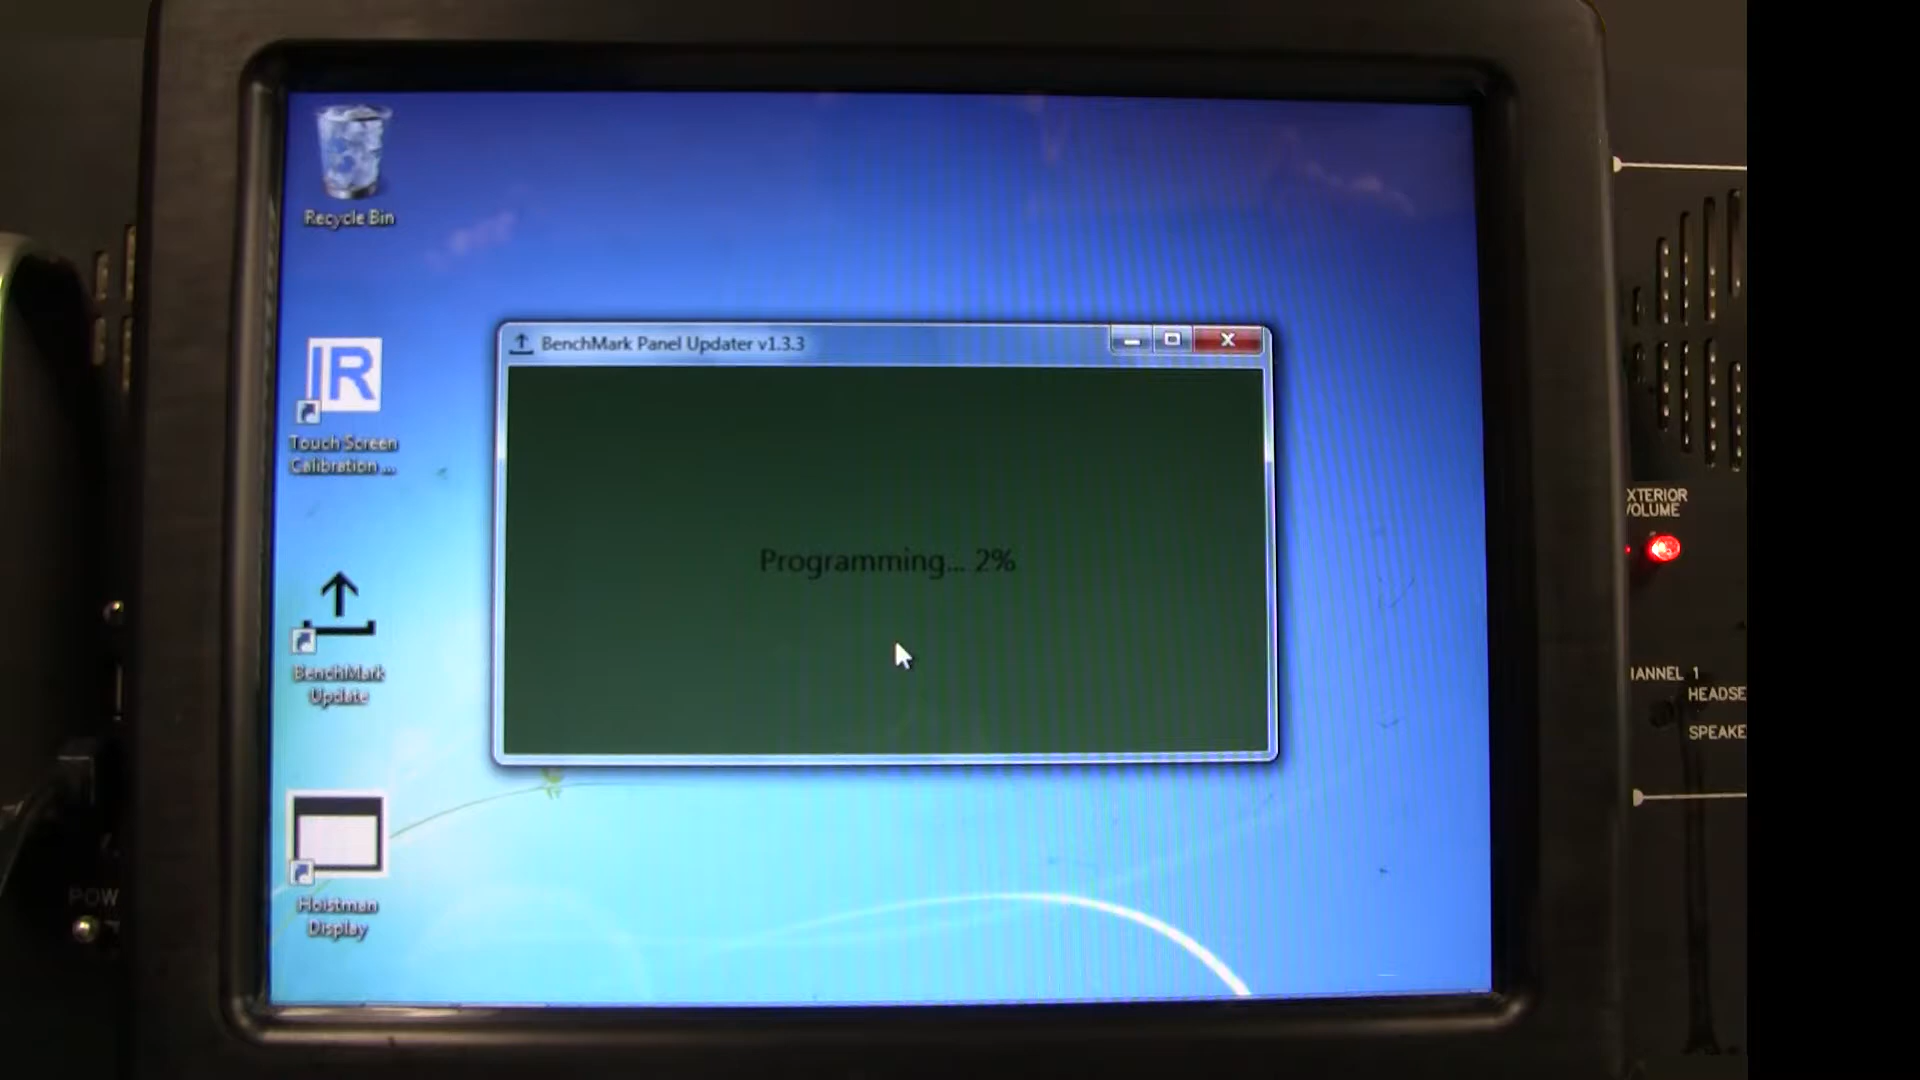 Recycle Bin
IR
Touch Screen
Calibration ...
BenchMark
Update
Hoistman
Display
BenchMark Panel Updater v1.3.3
Programming... 2%
XTERIOR
VOLUME
HANNEL 1
HEADSE
SPEAKE
POW